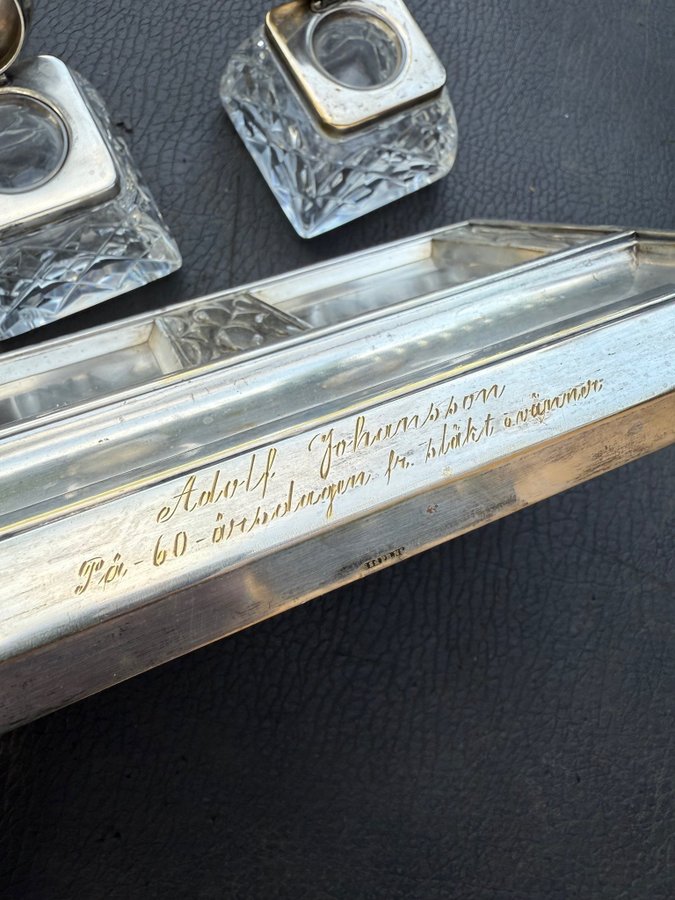 Adolf Johansson
På-60-årsdagen fr. släkt o.vänner.